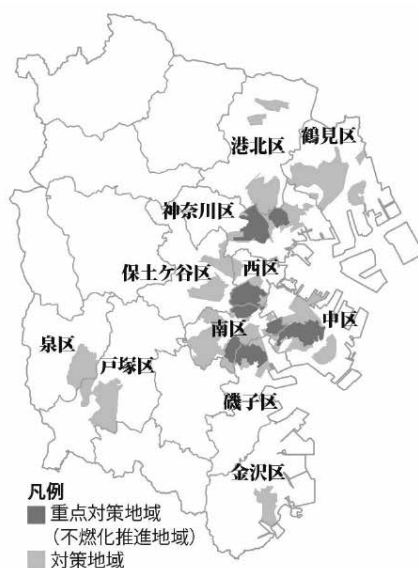 港北区
鶴見区
神奈川区
保土ケ谷区
西区
中区
南区
泉区
戸塚区
磯子区
金沢区
凡例
重点対策地域
（不燃化推進地域）
対策地域